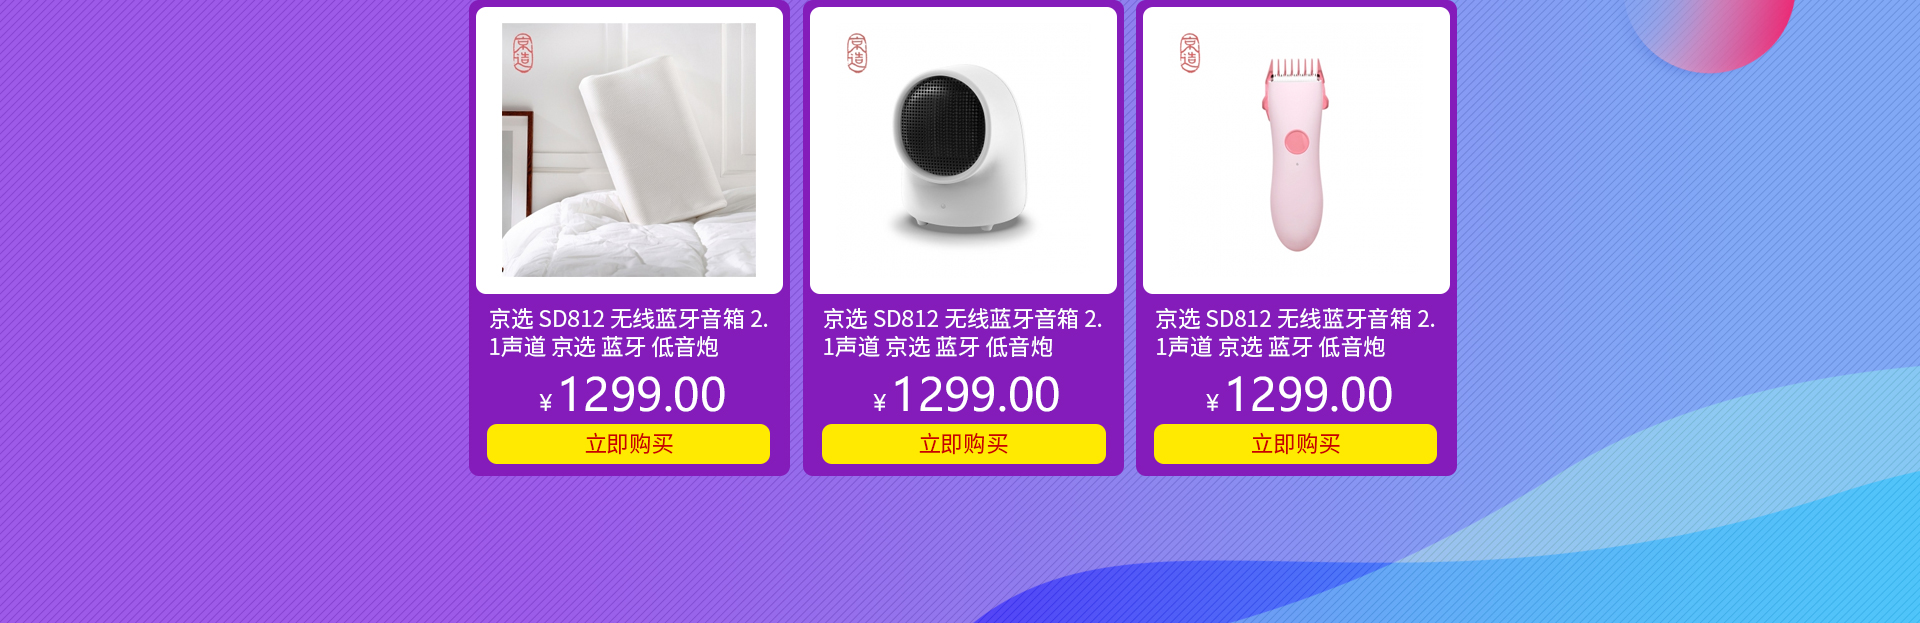 京造
京造
京造
京选 SD812 无线蓝牙音箱 2.
1声道 京选 蓝牙 低音炮
¥1299.00
立即购买
京选 SD812 无线蓝牙音箱 2.
1声道 京选 蓝牙 低音炮
¥1299.00
立即购买
京选 SD812 无线蓝牙音箱 2.
1声道 京选 蓝牙 低音炮
¥1299.00
立即购买